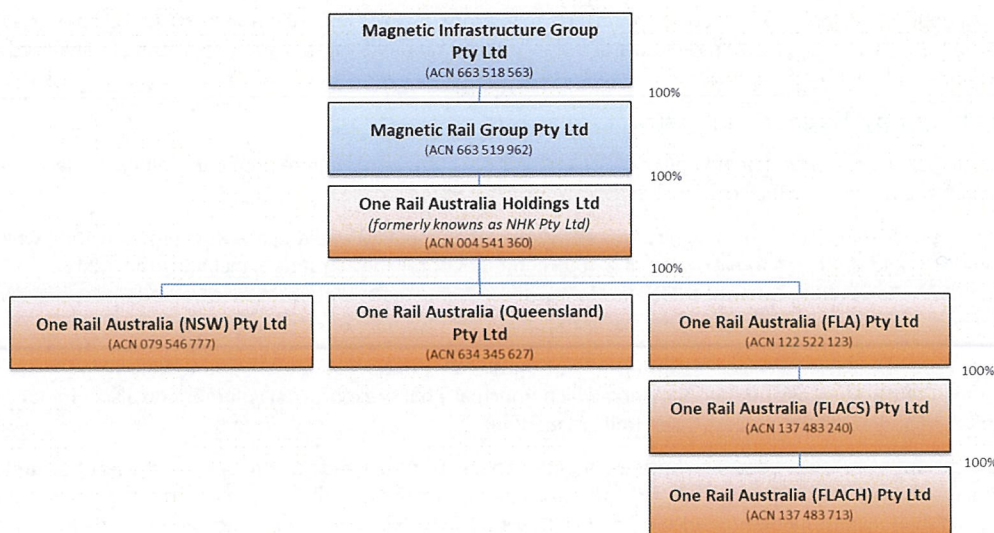 Magnetic Infrastructure Group
Pty Ltd
(ACN 663 518 563)
100%
Magnetic Rail Group Pty Ltd
(ACN 663 519 962)
100%
One Rail Australia Holdings Ltd
(formerly knowns as NHK Pty Ltd)
(ACN 004 541 360)
100%
One Rail Australia (NSW) Pty Ltd
(ACN 079 546 777)
One Rail Australia (Queensland)
Pty Ltd
(ACN 634 345 627)
One Rail Australia (FLA) Pty Ltd
(ACN 122 522 123)
100%
One Rail Australia (FLACS) Pty Ltd
(ACN 137 483 240)
100%
One Rail Australia (FLACH) Pty Ltd
(ACN 137 483 713)